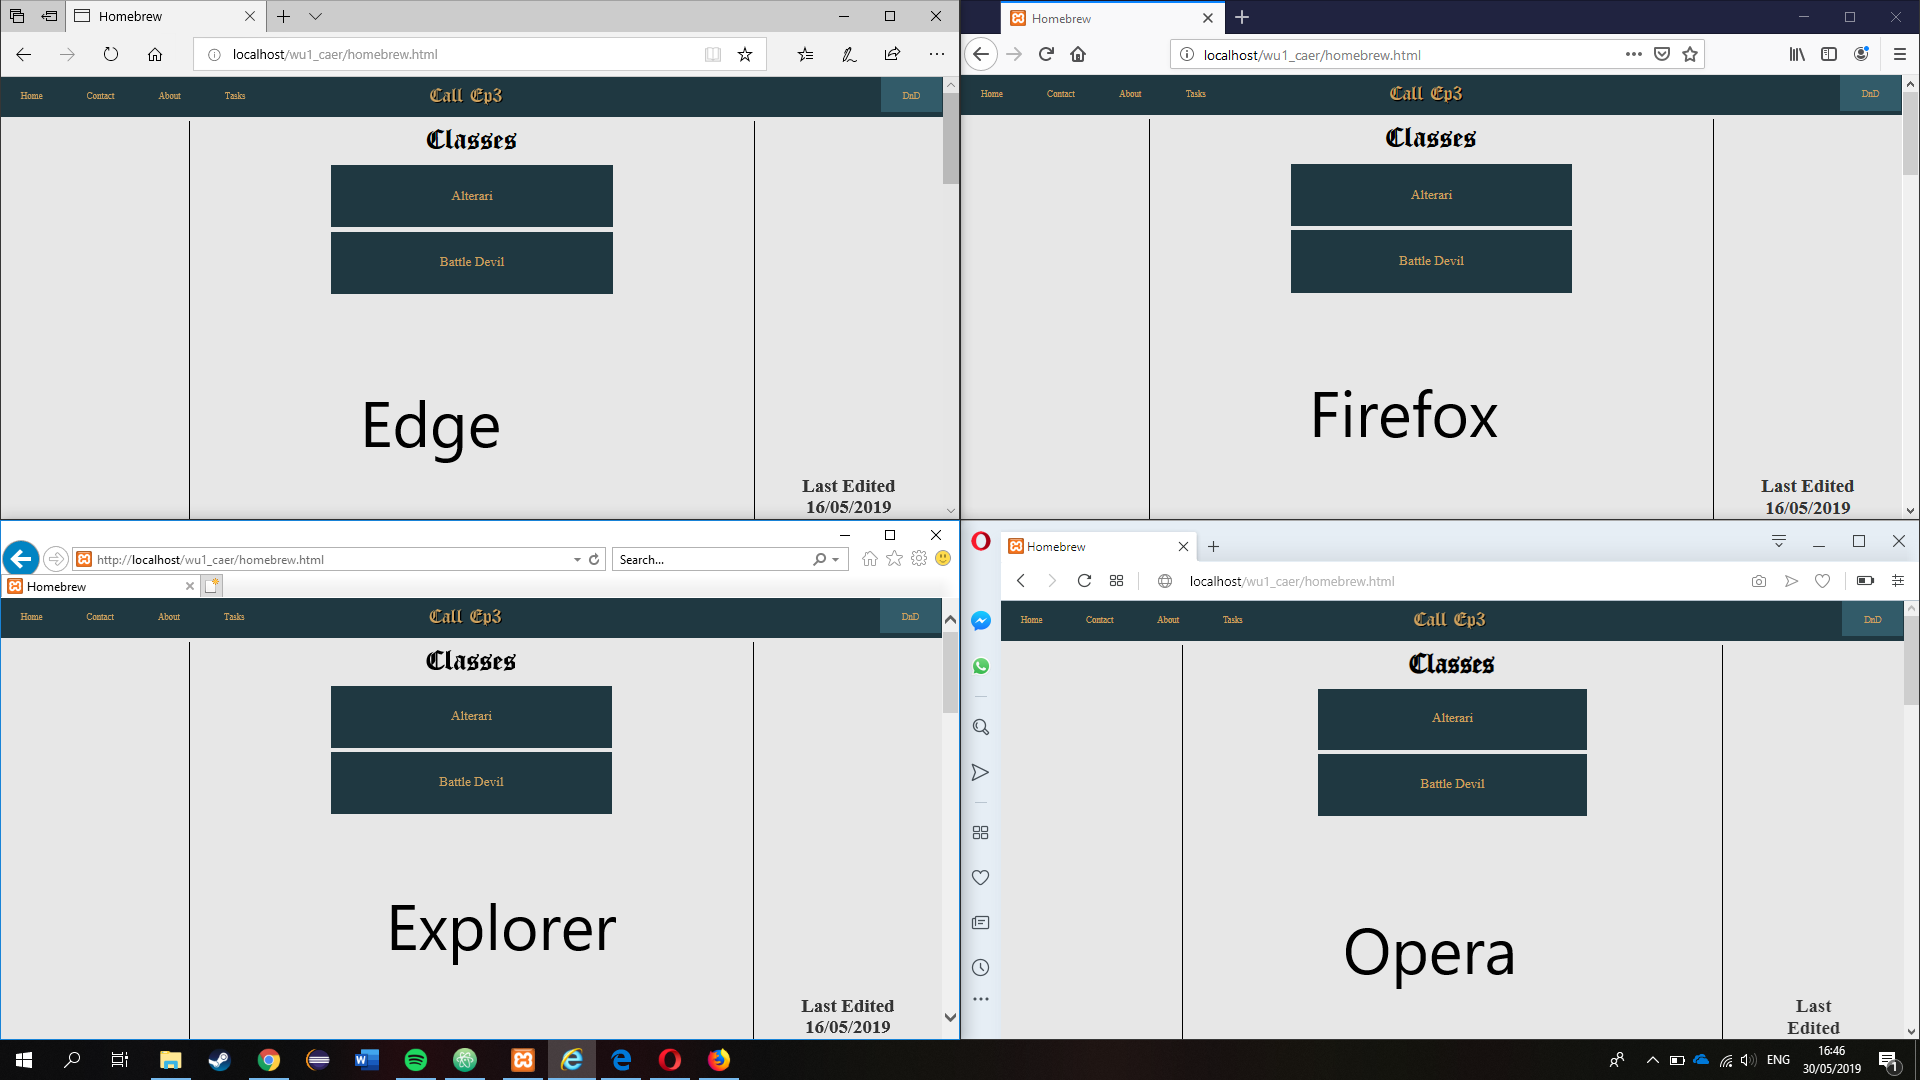 Homebrew
localhost/wu1_caer/homebrew.html
Home Contact About Tasks Call Ep3 DnD
Classes
Alterari
Battle Devil
Edge
Last Edited
16/05/2019
Homebrew
localhost/wu1_caer/homebrew.html
Home Contact About Tasks Call Ep3 DnD
Classes
Alterari
Battle Devil
Firefox
Last Edited
16/05/2019
http://localhost/wu1_caer/homebrew.html Search...
Homebrew
Home Contact About Tasks Call Ep3 DnD
Classes
Alterari
Battle Devil
Explorer
Last Edited
16/05/2019
Homebrew
localhost/wu1_caer/homebrew.html
Home Contact About Tasks Call Ep3 DnD
Classes
Alterari
Battle Devil
Opera
Last
Edited
ENG 16:46
30/05/2019 1